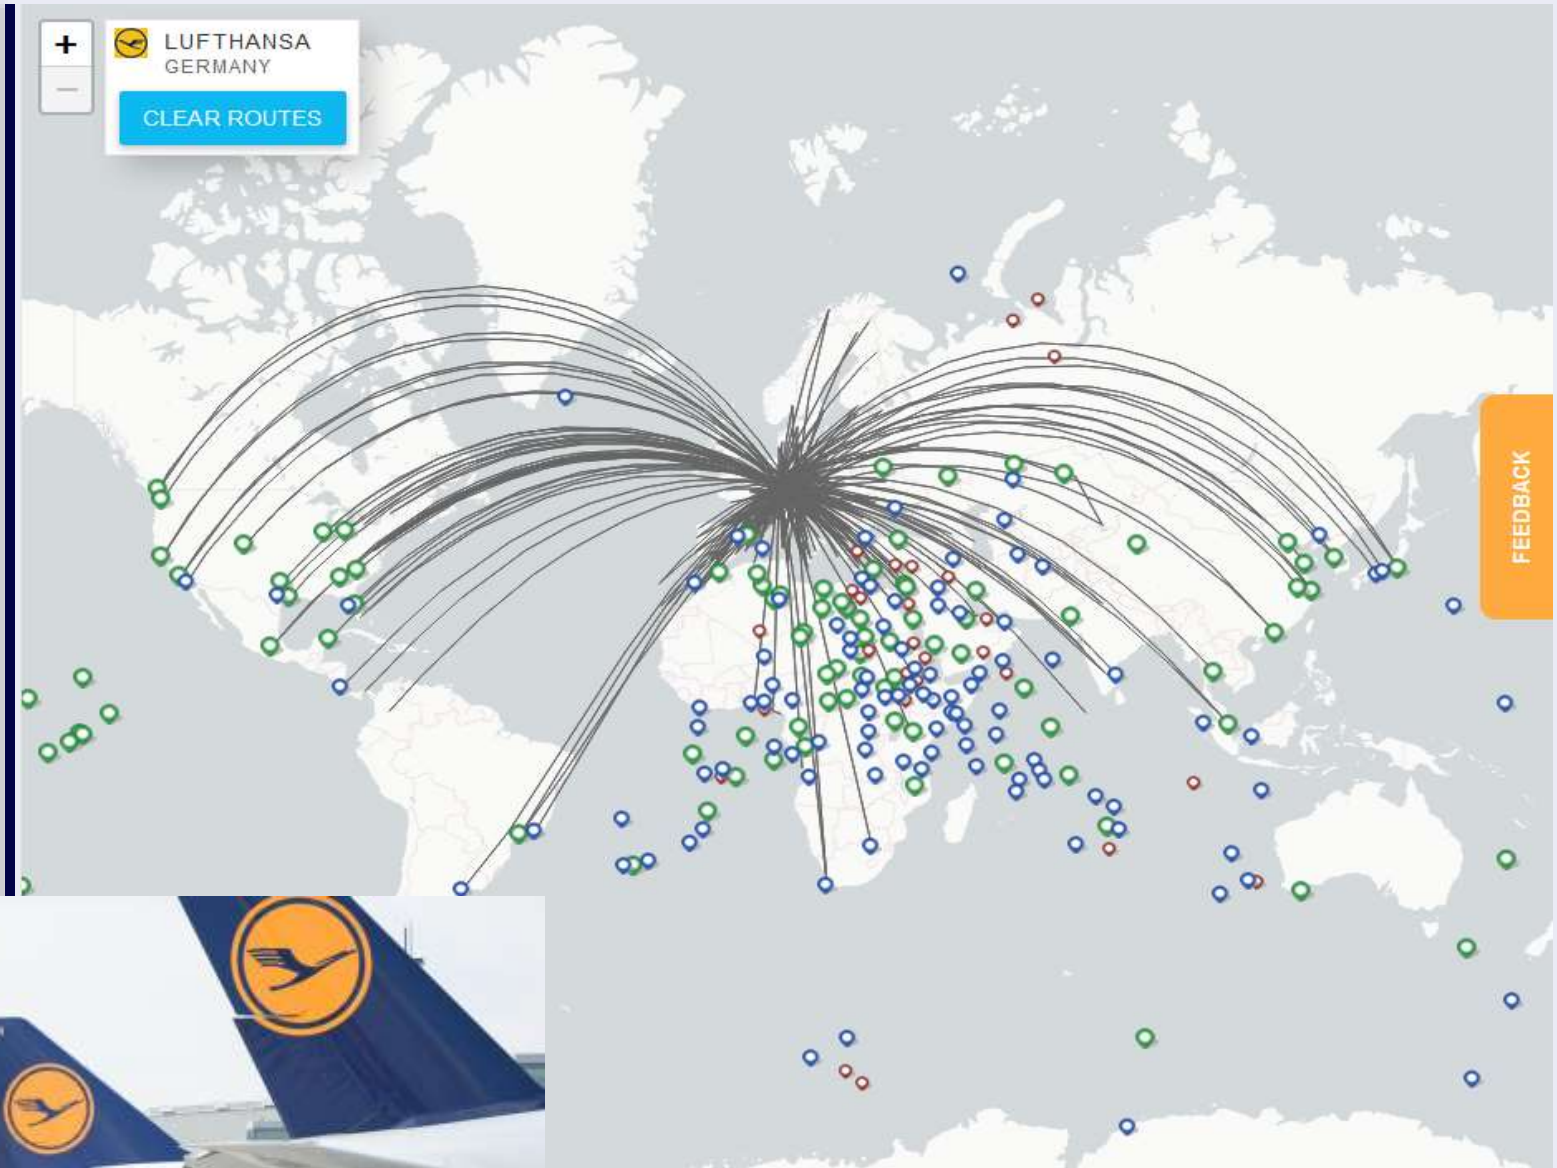 +
LUFTHANSA
GERMANY
−
CLEAR ROUTES
FEEDBACK